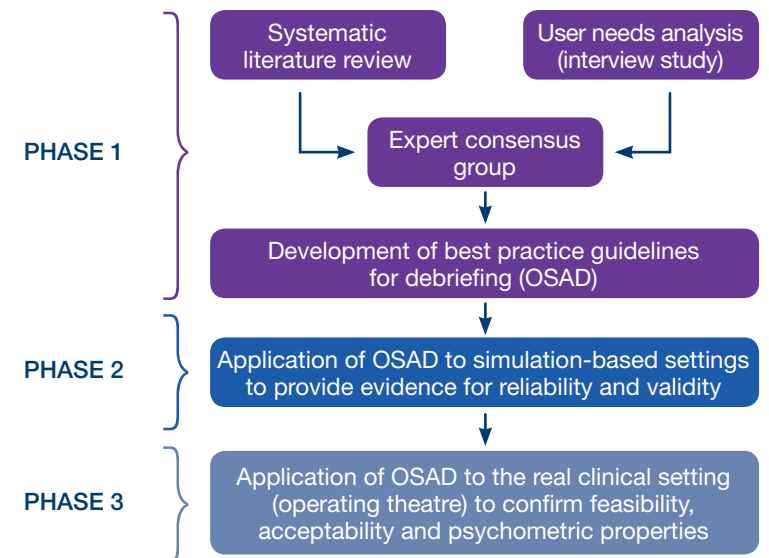 Systematic
literature review
User needs analysis
(interview study)
PHASE 1
Expert consensus
group
Development of best practice guidelines
for debriefing (OSAD)
PHASE 2
Application of OSAD to simulation-based settings
to provide evidence for reliability and validity
PHASE 3
Application of OSAD to the real clinical setting
(operating theatre) to confirm feasibility,
acceptability and psychometric properties